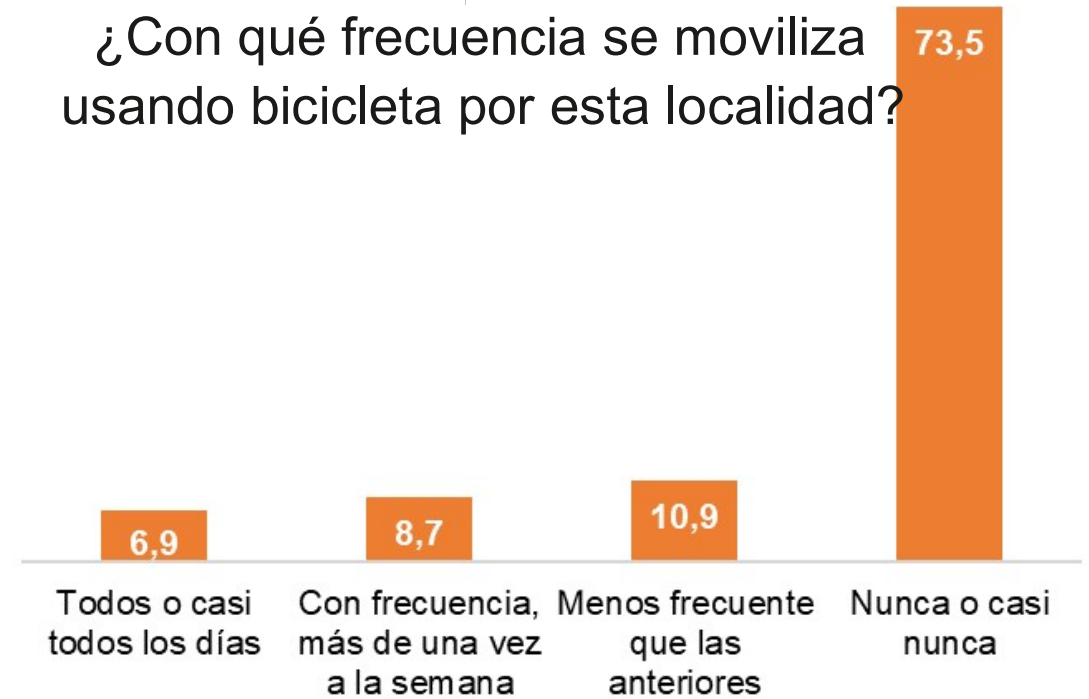 ¿Con qué frecuencia se moviliza
usando bicicleta por esta localidad?
73,5
6,9
8,7
10,9
Todos o casi
todos los días
Con frecuencia,
más de una vez
a la semana
Menos frecuente
que las
anteriores
Nunca o casi
nunca